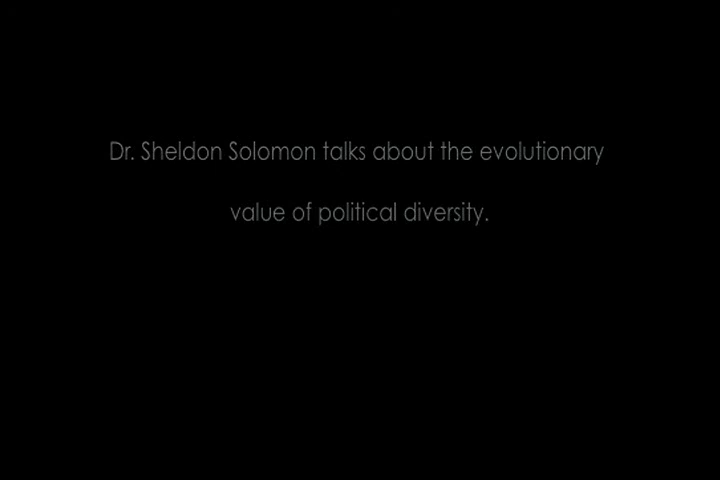 Dr. Sheldon Solomon talks about the evolutionary
value of political diversity.